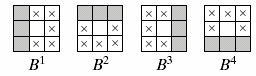 × × × × × ×
× × × × × ×
× × × × × × ×
B¹ B² B³ B⁴